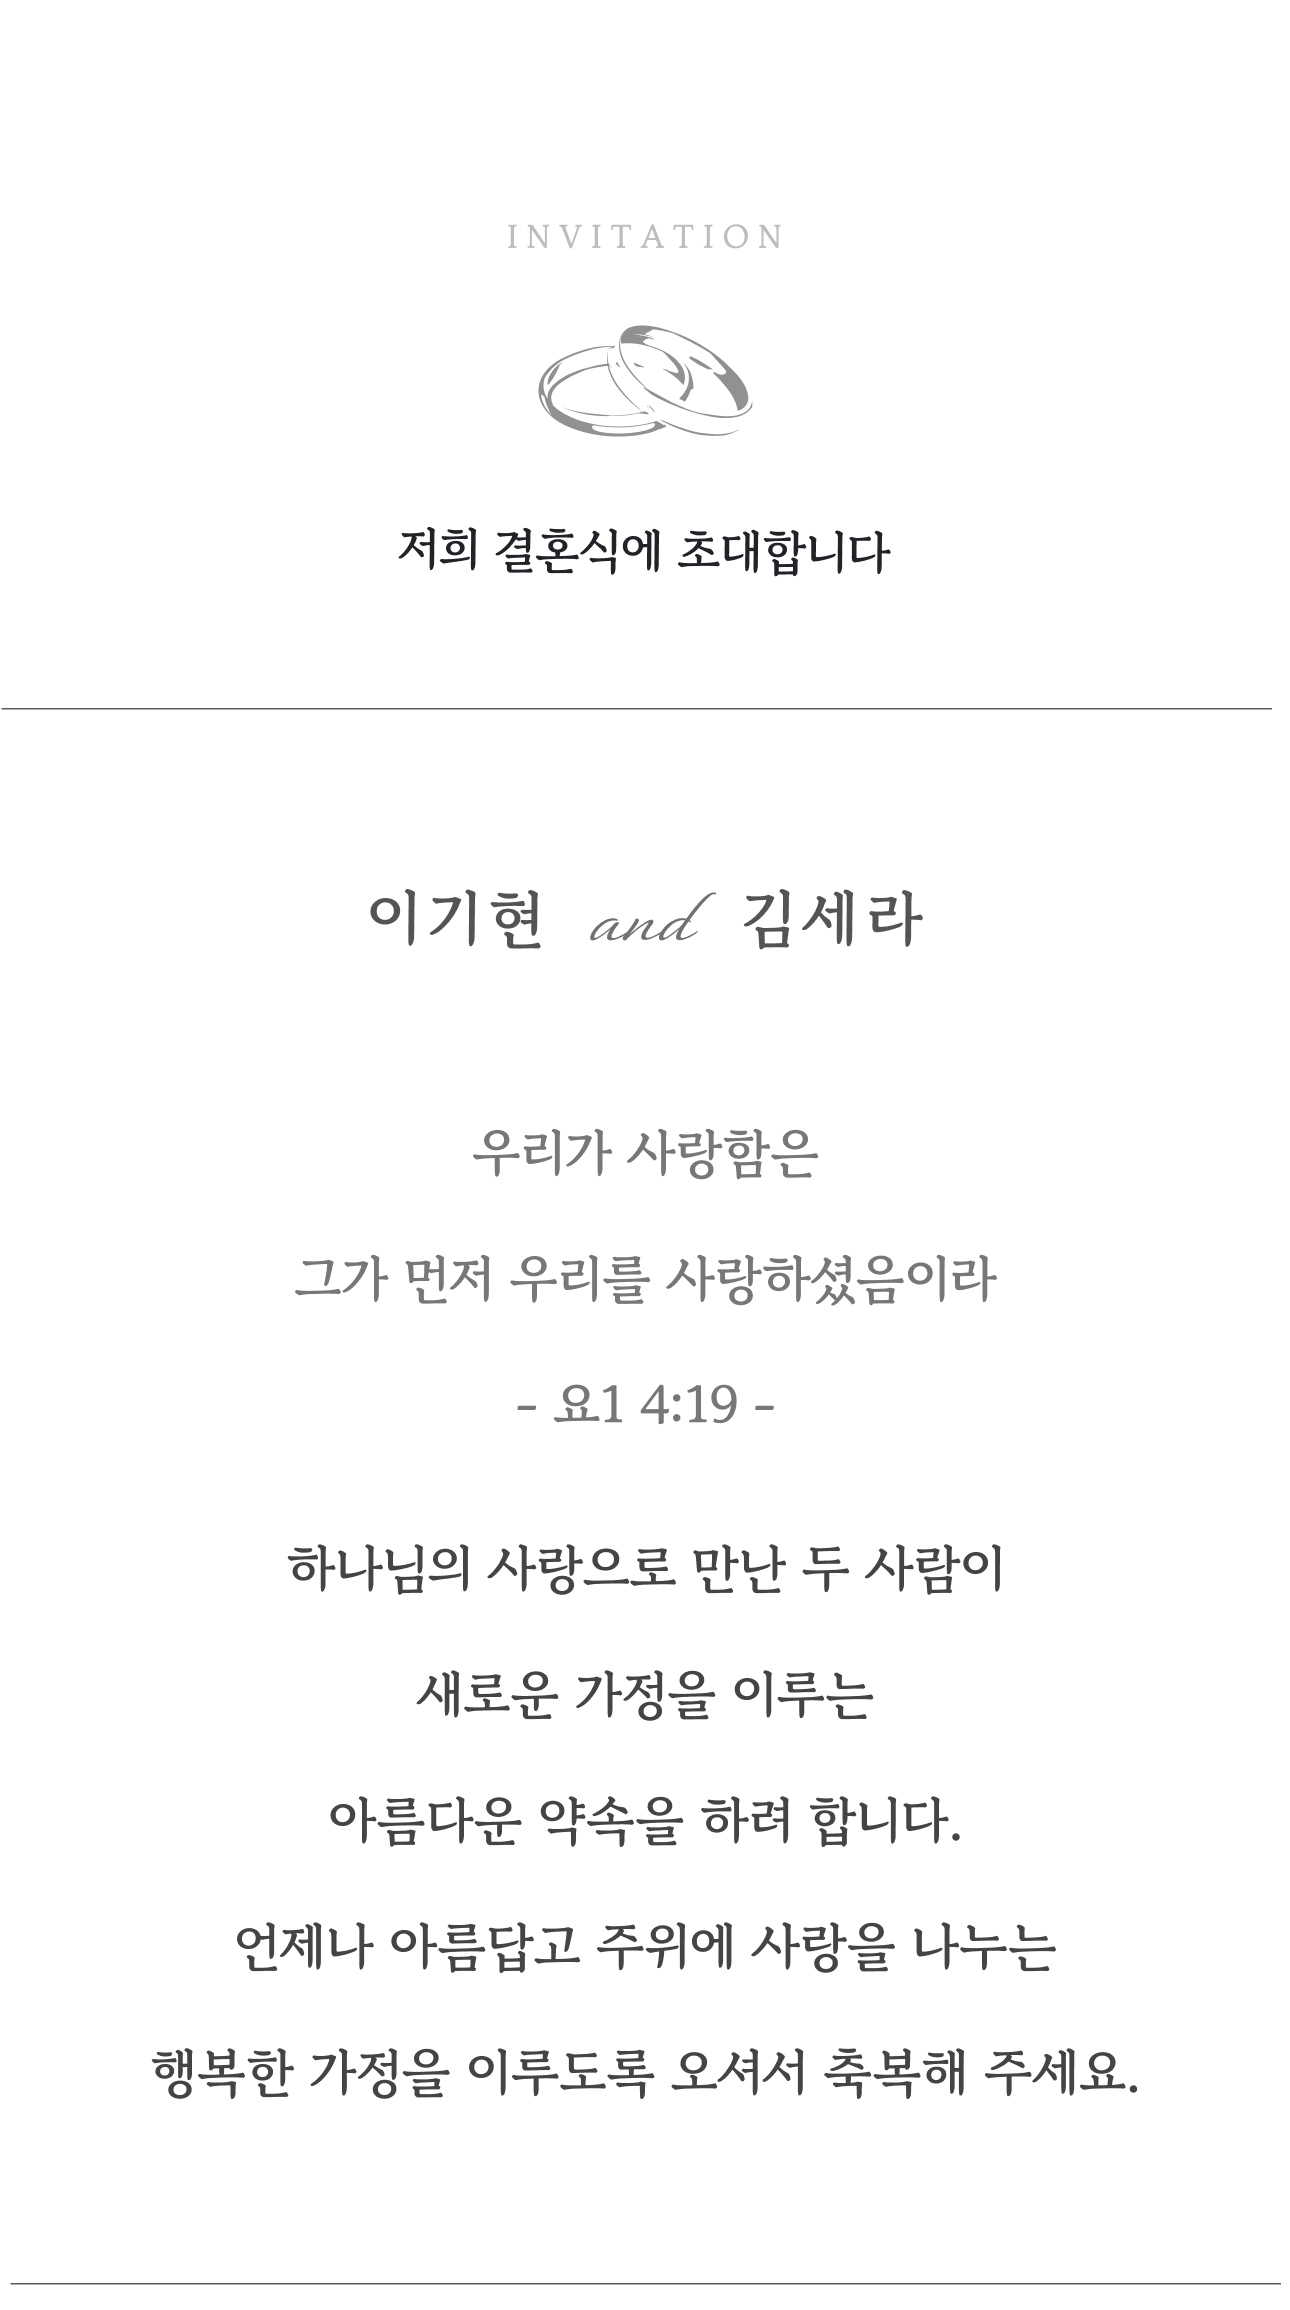 INVITATION
저희 결혼식에 초대합니다
이기현 and 김세라
우리가 사랑함은
그가 먼저 우리를 사랑하셨음이라
- 요1 4:19 -
하나님의 사랑으로 만난 두 사람이
새로운 가정을 이루는
아름다운 약속을 하려 합니다.
언제나 아름답고 주위에 사랑을 나누는
행복한 가정을 이루도록 오셔서 축복해 주세요.